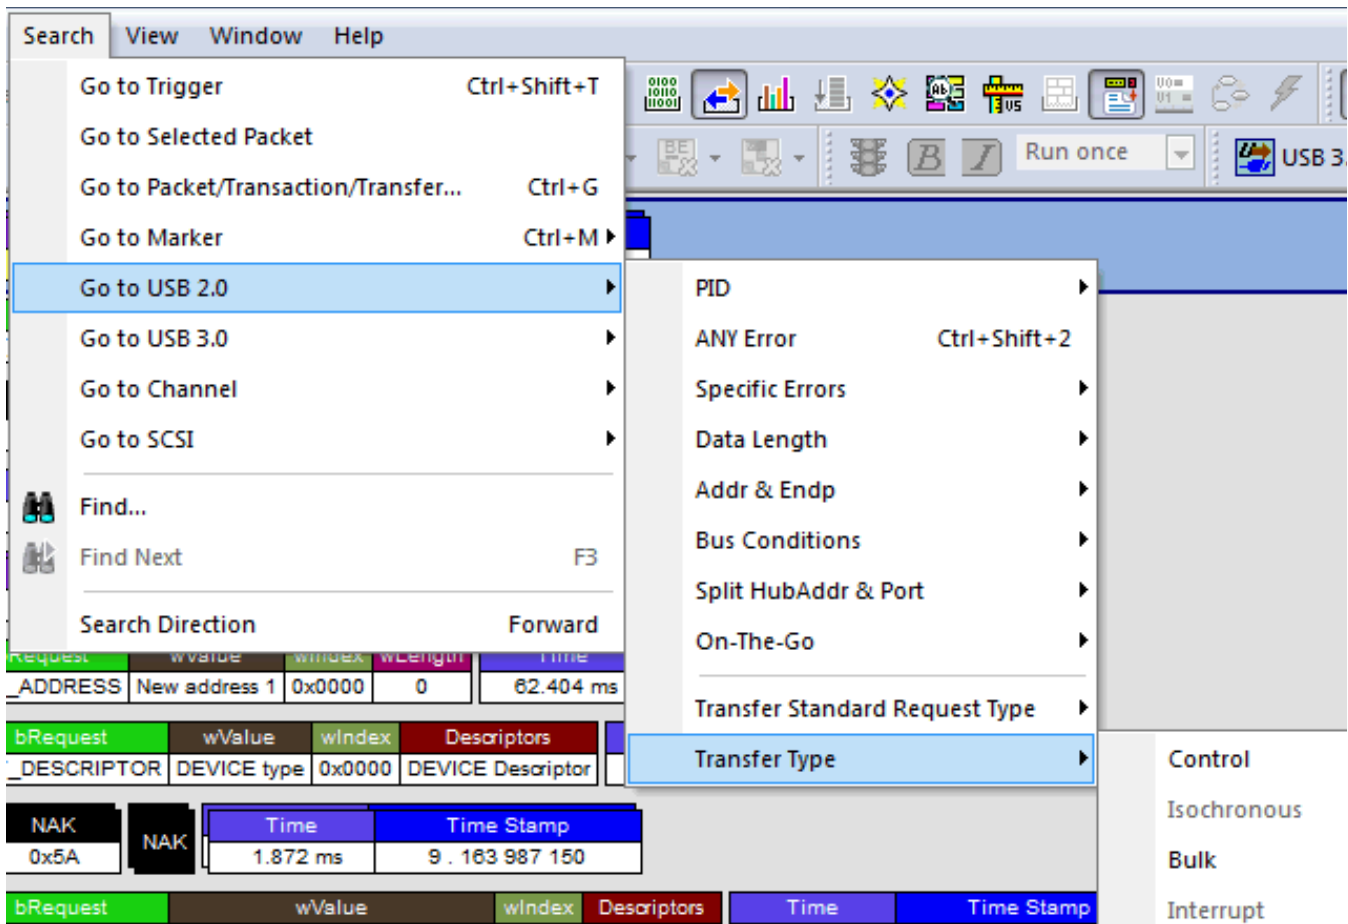 Search View Window Help
Go to Trigger Ctrl+Shift+T
Go to Selected Packet
Run once USB 3.
Go to Packet/Transaction/Transfer... Ctrl+G
Go to Marker Ctrl+M
Go to USB 2.0
Go to USB 3.0
Go to Channel
Go to SCSI
Find...
Find Next F3
Search Direction Forward
PID
ANY Error Ctrl+Shift+2
Specific Errors
Data Length
Addr & Endp
Bus Conditions
Split HubAddr & Port
On-The-Go
Transfer Standard Request Type
Transfer Type
Control
Isochronous
Bulk
Interrupt
bRequest wValue wIndex wLength Time
_ADDRESS New address 1 0x0000 0 62.404 ms
bRequest wValue wIndex Descriptors
_DESCRIPTOR DEVICE type 0x0000 DEVICE Descriptor
NAK NAK Time Time Stamp
0x5A 1.872 ms 9 . 163 987 150
bRequest wValue wIndex Descriptors Time Time Stamp